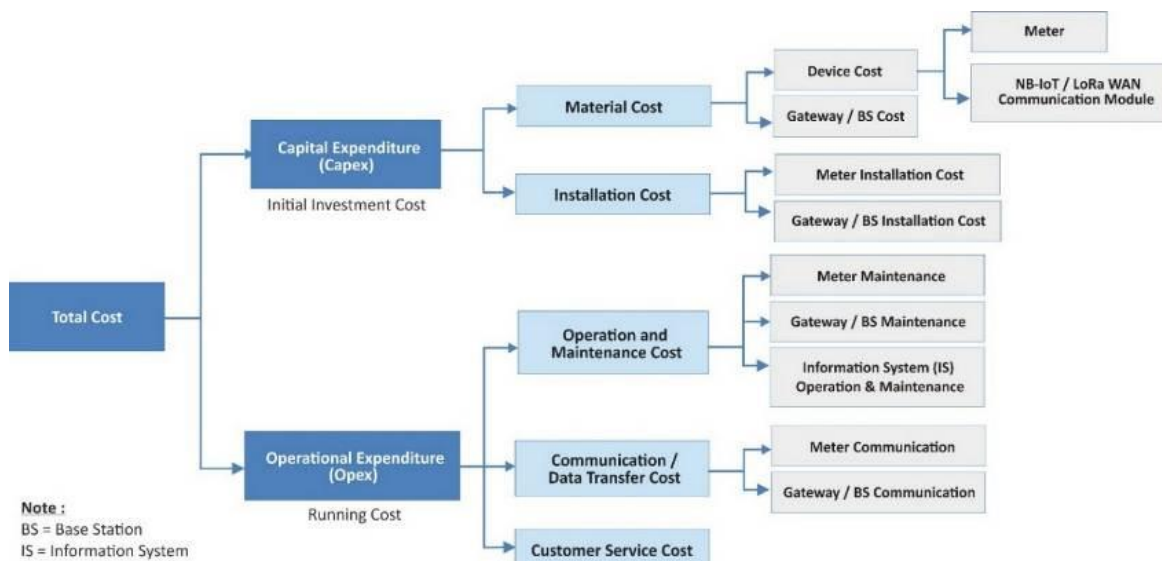 Total Cost
Capital Expenditure
(Capex)
Initial Investment Cost
Material Cost
Device Cost
Meter
NB-IoT / LoRa WAN
Communication Module
Gateway / BS Cost
Installation Cost
Meter Installation Cost
Gateway / BS Installation Cost
Operational Expenditure
(Opex)
Running Cost
Operation and
Maintenance Cost
Meter Maintenance
Gateway / BS Maintenance
Information System (IS)
Operation & Maintenance
Communication /
Data Transfer Cost
Meter Communication
Gateway / BS Communication
Customer Service Cost
Note :
BS = Base Station
IS = Information System